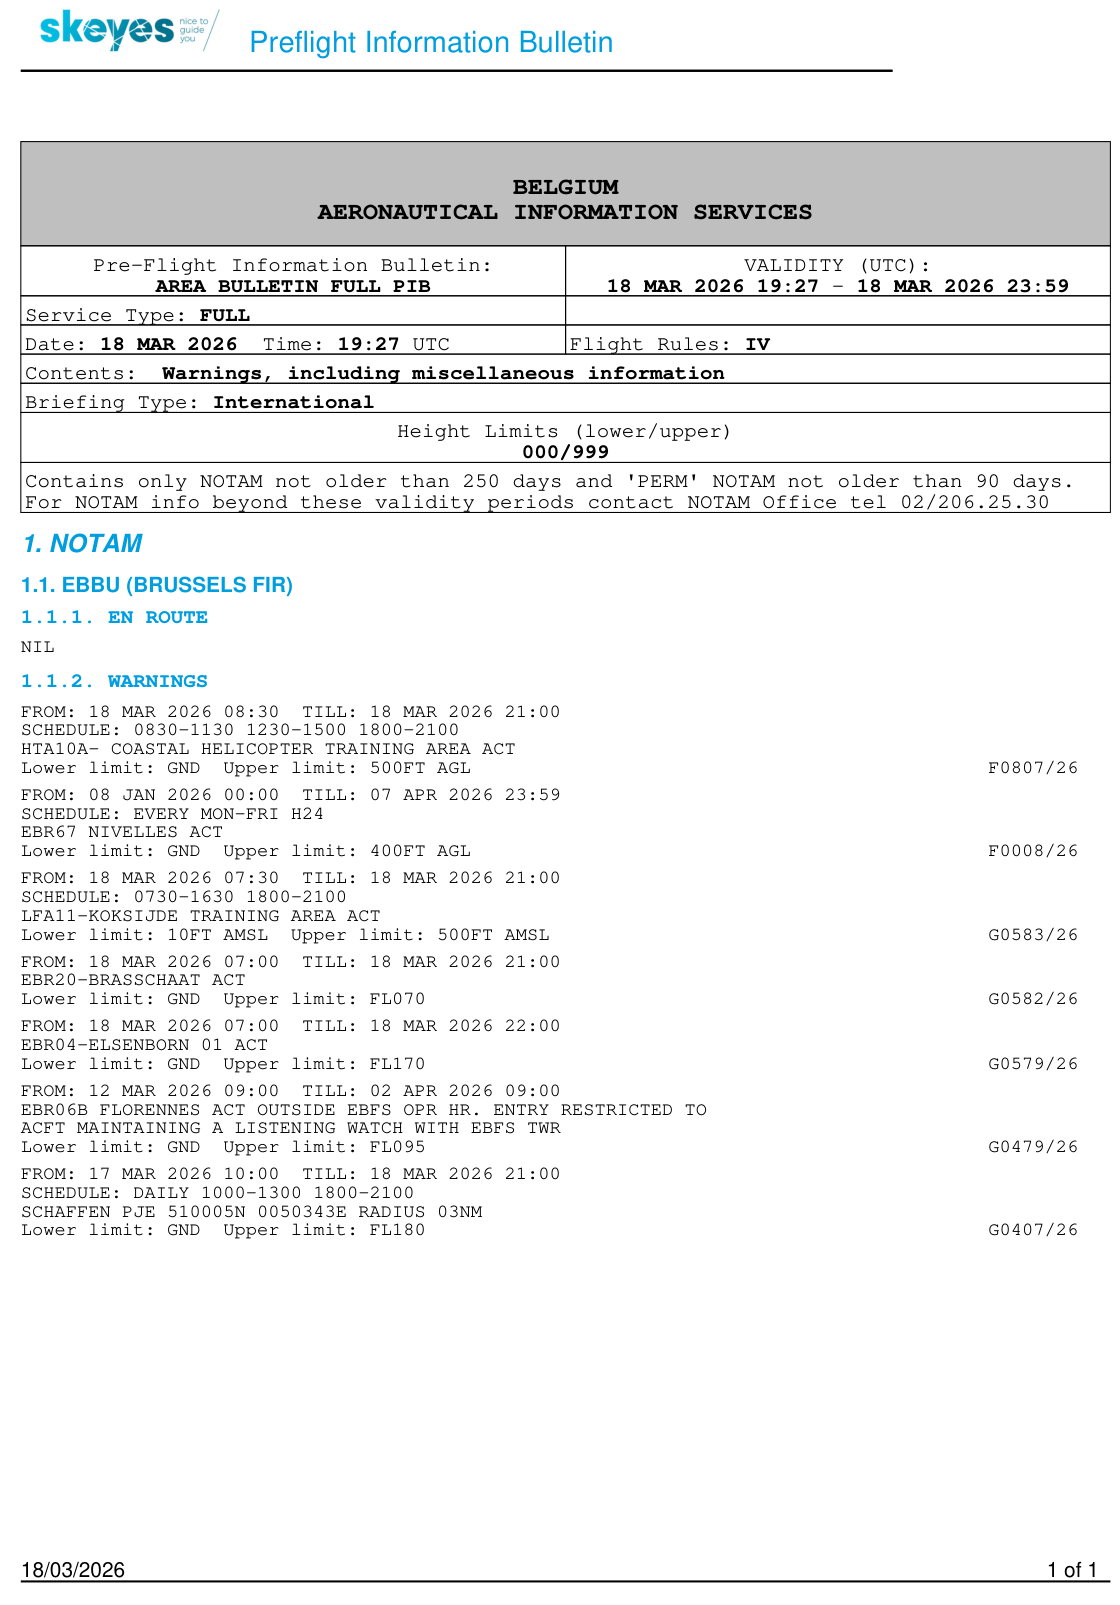 skeyes nice to guide you
Preflight Information Bulletin
BELGIUM
AERONAUTICAL INFORMATION SERVICES
Pre-Flight Information Bulletin:
AREA BULLETIN FULL PIB
VALIDITY (UTC):
18 MAR 2026 19:27 - 18 MAR 2026 23:59
Service Type: FULL
Date: 18 MAR 2026  Time: 19:27 UTC
Flight Rules: IV
Contents:  Warnings, including miscellaneous information
Briefing Type: International
Height Limits (lower/upper)
000/999
Contains only NOTAM not older than 250 days and 'PERM' NOTAM not older than 90 days.
For NOTAM info beyond these validity periods contact NOTAM Office tel 02/206.25.30
1. NOTAM
1.1. EBBU (BRUSSELS FIR)
1.1.1. EN ROUTE
NIL
1.1.2. WARNINGS
FROM: 18 MAR 2026 08:30  TILL: 18 MAR 2026 21:00
SCHEDULE: 0830-1130 1230-1500 1800-2100
HTA10A- COASTAL HELICOPTER TRAINING AREA ACT
Lower limit: GND  Upper limit: 500FT AGL F0807/26
FROM: 08 JAN 2026 00:00  TILL: 07 APR 2026 23:59
SCHEDULE: EVERY MON-FRI H24
EBR67 NIVELLES ACT
Lower limit: GND  Upper limit: 400FT AGL F0008/26
FROM: 18 MAR 2026 07:30  TILL: 18 MAR 2026 21:00
SCHEDULE: 0730-1630 1800-2100
LFA11-KOKSIJDE TRAINING AREA ACT
Lower limit: 10FT AMSL  Upper limit: 500FT AMSL G0583/26
FROM: 18 MAR 2026 07:00  TILL: 18 MAR 2026 21:00
EBR20-BRASSCHAAT ACT
Lower limit: GND  Upper limit: FL070 G0582/26
FROM: 18 MAR 2026 07:00  TILL: 18 MAR 2026 22:00
EBR04-ELSENBORN 01 ACT
Lower limit: GND  Upper limit: FL170 G0579/26
FROM: 12 MAR 2026 09:00  TILL: 02 APR 2026 09:00
EBR06B FLORENNES ACT OUTSIDE EBFS OPR HR. ENTRY RESTRICTED TO
ACFT MAINTAINING A LISTENING WATCH WITH EBFS TWR
Lower limit: GND  Upper limit: FL095 G0479/26
FROM: 17 MAR 2026 10:00  TILL: 18 MAR 2026 21:00
SCHEDULE: DAILY 1000-1300 1800-2100
SCHAFFEN PJE 510005N 0050343E RADIUS 03NM
Lower limit: GND  Upper limit: FL180 G0407/26
18/03/2026 1 of 1